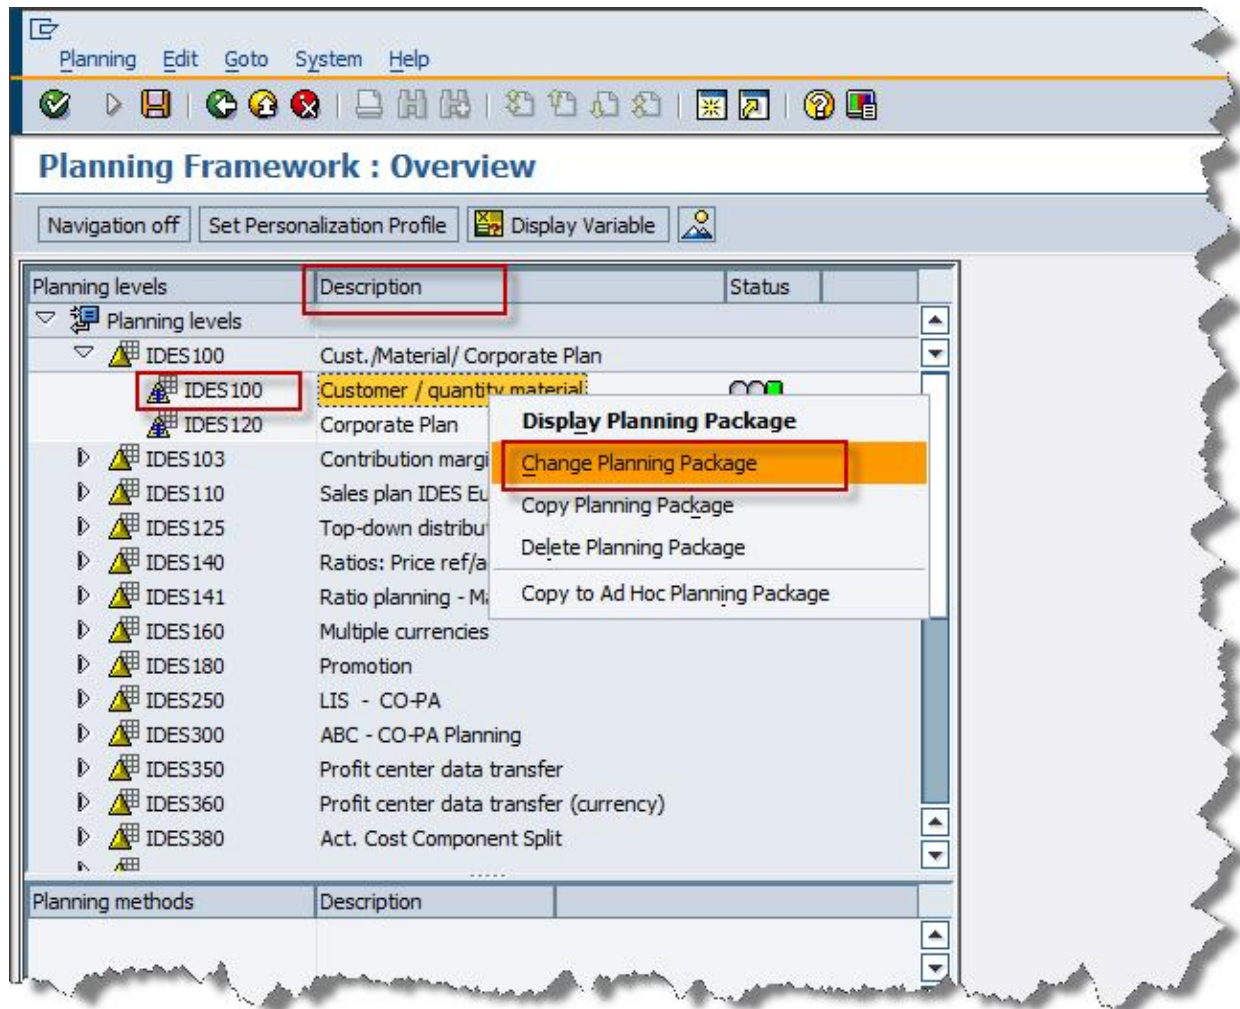 Planning Edit Goto System Help
Planning Framework : Overview
Navigation off Set Personalization Profile Display Variable
Planning levels Description Status
Planning levels
IDES100 Cust./Material/ Corporate Plan
IDES100 Customer / quantity material
IDES120 Corporate Plan
Display Planning Package
IDES103 Contribution margi
Change Planning Package
IDES110 Sales plan IDES Eu
Copy Planning Package
IDES125 Top-down distribu
Delete Planning Package
IDES140 Ratios: Price ref/a
IDES141 Ratio planning - Ma
Copy to Ad Hoc Planning Package
IDES160 Multiple currencies
IDES180 Promotion
IDES250 LIS - CO-PA
IDES300 ABC - CO-PA Planning
IDES350 Profit center data transfer
IDES360 Profit center data transfer (currency)
IDES380 Act. Cost Component Split
Planning methods Description